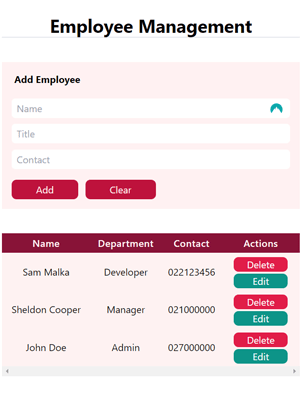 Employee Management
Add Employee
Name
Title
Contact
Add Clear
Name Department Contact Actions
Sam Malka Developer 022123456 Delete
Edit
Sheldon Cooper Manager 021000000 Delete
Edit
John Doe Admin 027000000 Delete
Edit